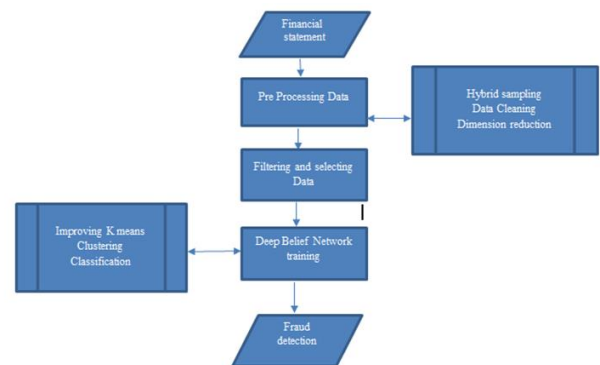 Financial
statement
Pre Processing Data
Hybrid sampling
Data Cleaning
Dimension reduction
Filtering and selecting
Data
Improving K means
Clustering
Classification
Deep Belief Network
training
Fraud
detection